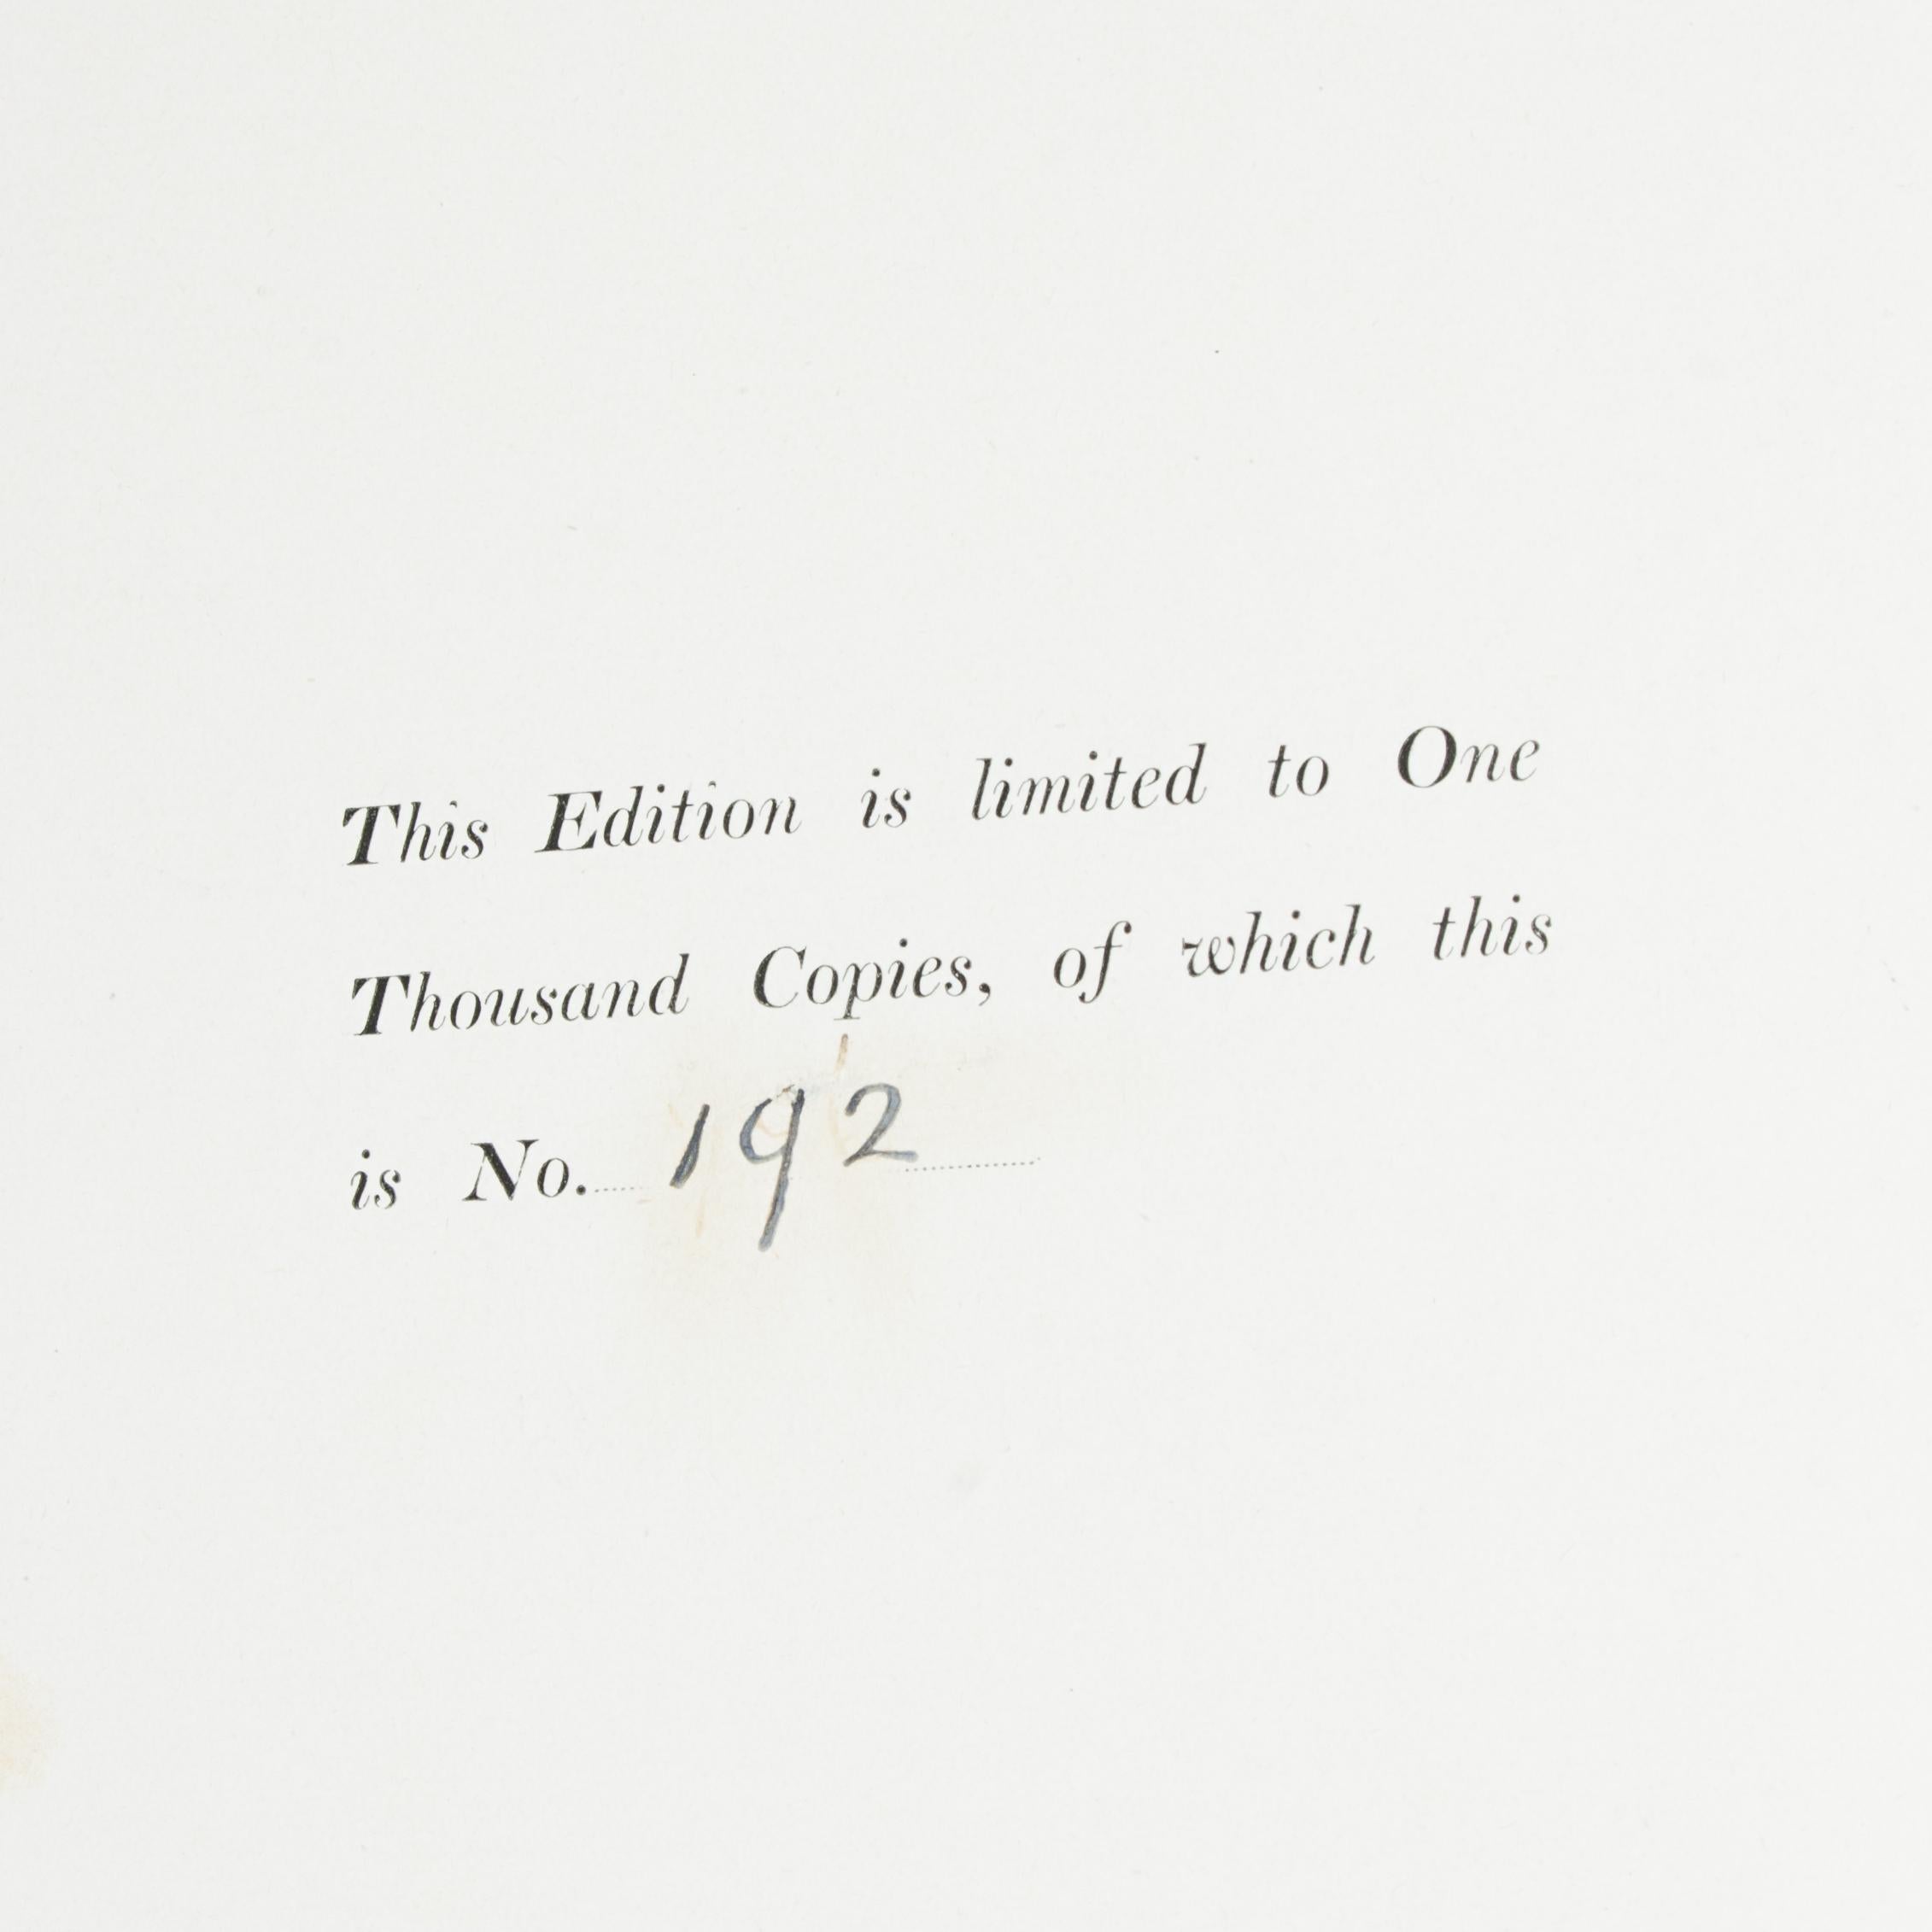 This Edition is limited to One
Thousand Copies, of which this
is No. 192